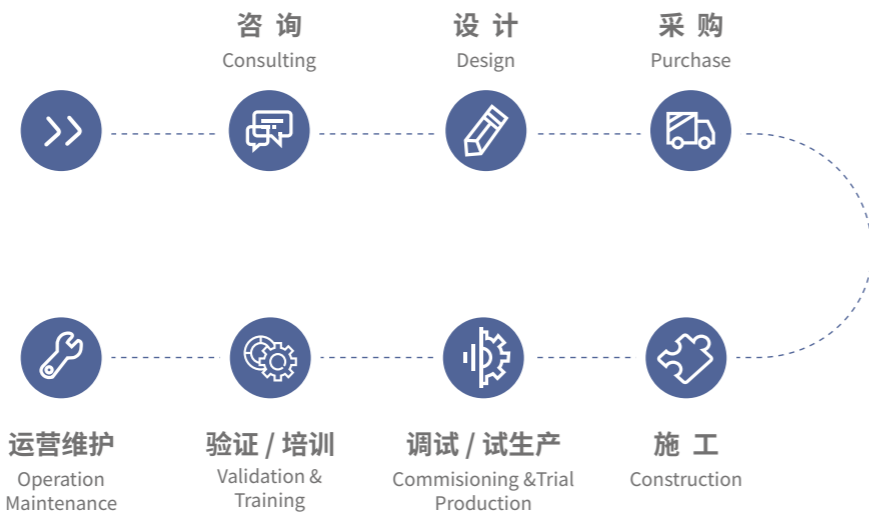 咨 询
Consulting
设 计
Design
采 购
Purchase
运营维护
Operation
Maintenance
验证 / 培训
Validation &
Training
调试 / 试生产
Commisioning &Trial
Production
施 工
Construction